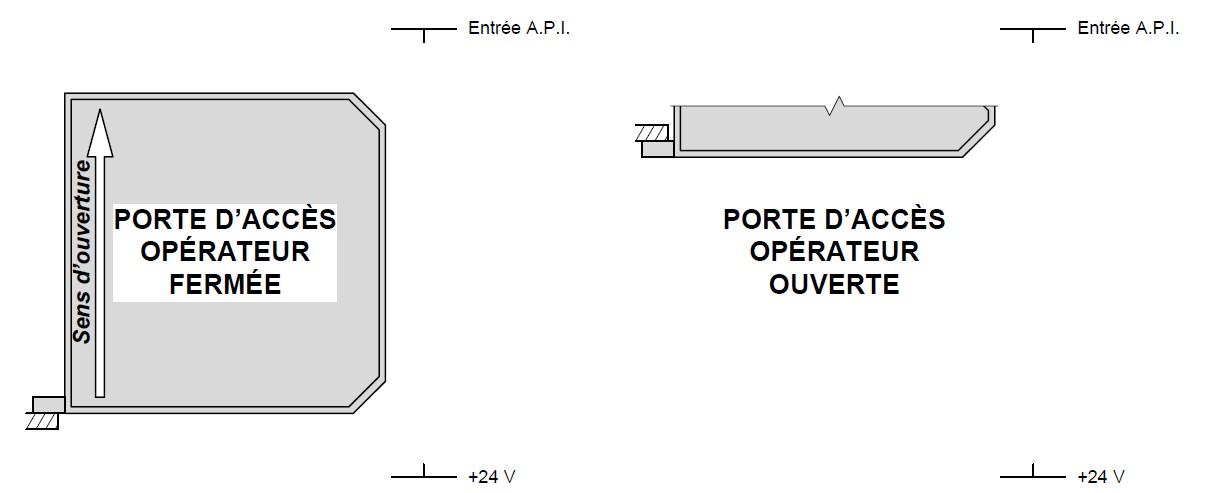 Entrée A.P.I.
Sens d'ouverture
PORTE D'ACCÈS
OPÉRATEUR
FERMÉE
+24 V
Entrée A.P.I.
PORTE D'ACCÈS
OPÉRATEUR
OUVERTE
+24 V